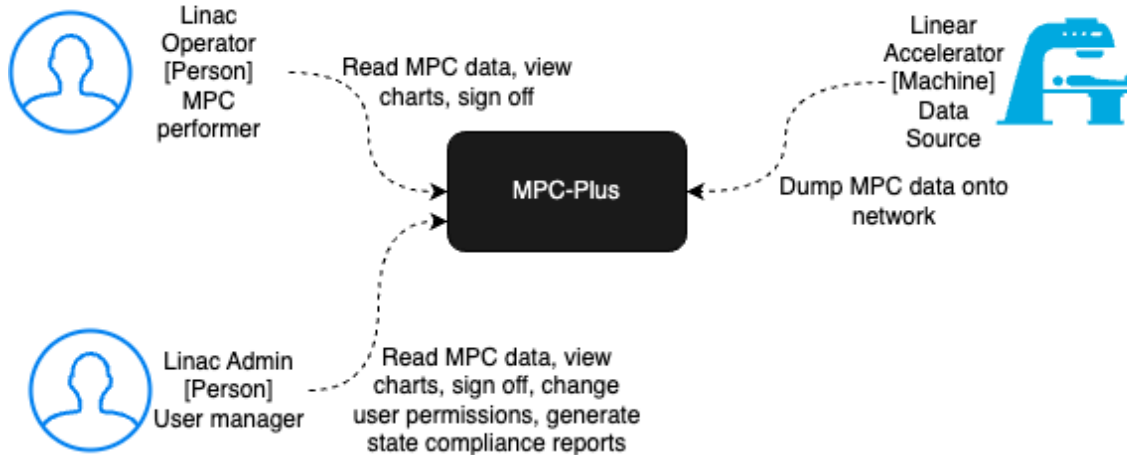 Linac
Operator
[Person]
MPC
performer
Read MPC data, view
charts, sign off
Linear
Accelerator
[Machine]
Data
Source
MPC-Plus
Dump MPC data onto
network
Linac Admin
[Person]
User manager
Read MPC data, view
charts, sign off, change
user permissions, generate
state compliance reports